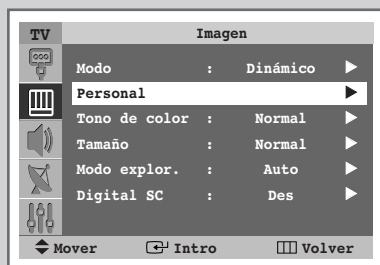 TV Imagen
Modo : Dinámico
Personal
Tono de color : Normal
Tamaño : Normal
Modo explor. : Auto
Digital SC : Des
Mover Intro Volver